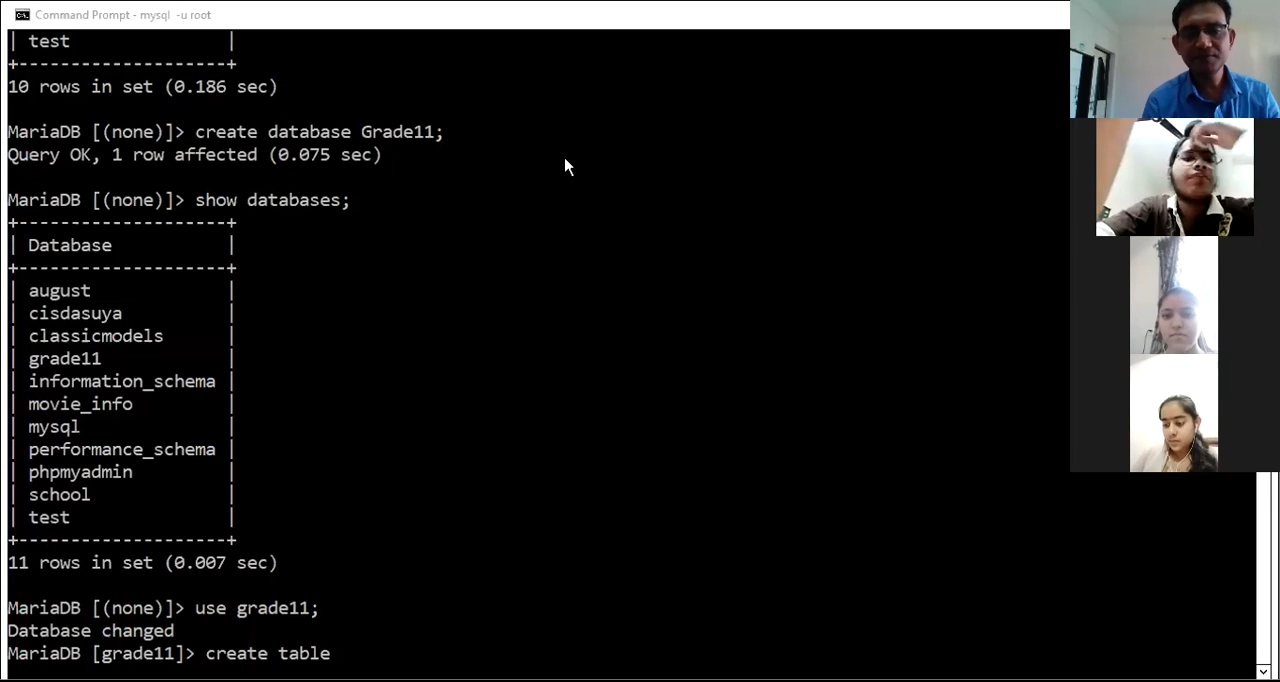 Command Prompt - mysql -u root
| test |
+--------------------+
10 rows in set (0.186 sec)
MariaDB [(none)]> create database Grade11;
Query OK, 1 row affected (0.075 sec)
MariaDB [(none)]> show databases;
+--------------------+
| Database |
+--------------------+
| august |
| cisdasuya |
| classicmodels |
| grade11 |
| information_schema |
| movie_info |
| mysql |
| performance_schema |
| phpmyadmin |
| school |
| test |
+--------------------+
11 rows in set (0.007 sec)
MariaDB [(none)]> use grade11;
Database changed
MariaDB [grade11]> create table